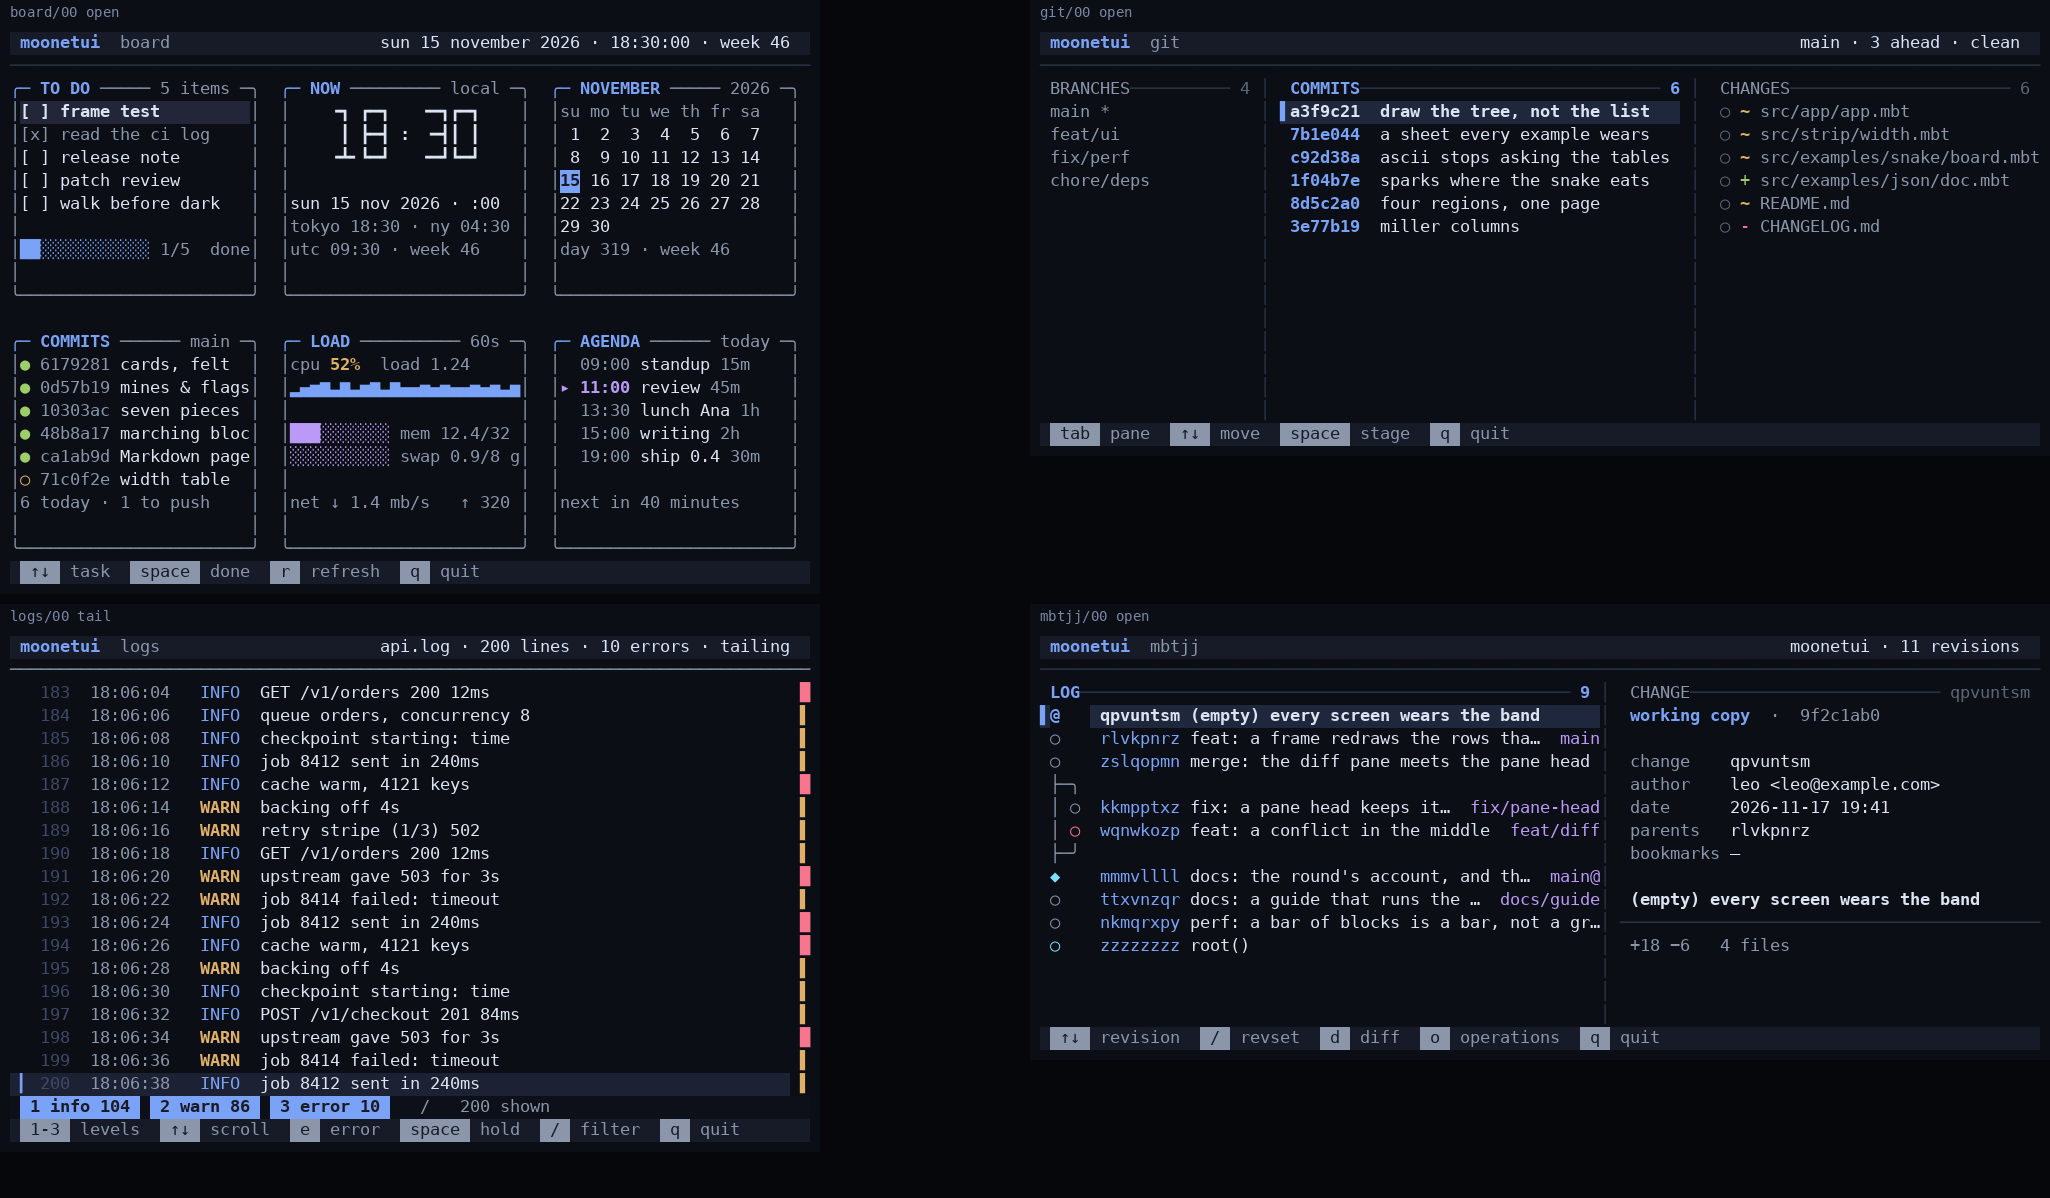 board/00 open
moonetui board sun 15 november 2026 · 18:30:00 · week 46
TO DO 5 items
[ ] frame test
[x] read the ci log
[ ] release note
[ ] patch review
[ ] walk before dark
1/5 done
NOW local
18:30
sun 15 nov 2026 · :00
tokyo 18:30 · ny 04:30
utc 09:30 · week 46
NOVEMBER 2026
su mo tu we th fr sa
1 2 3 4 5 6 7
8 9 10 11 12 13 14
15 16 17 18 19 20 21
22 23 24 25 26 27 28
29 30
day 319 · week 46
COMMITS main
● 6179281 cards, felt
● 0d57b19 mines & flags
● 10303ac seven pieces
● 48b8a17 marching bloc
● ca1ab9d Markdown page
○ 71c0f2e width table
6 today · 1 to push
LOAD 60s
cpu 52% load 1.24
mem 12.4/32
swap 0.9/8 g
net ↓ 1.4 mb/s ↑ 320
AGENDA today
09:00 standup 15m
▸ 11:00 review 45m
13:30 lunch Ana 1h
15:00 writing 2h
19:00 ship 0.4 30m
next in 40 minutes
↑↓ task space done r refresh q quit
git/00 open
moonetui git main · 3 ahead · clean
BRANCHES 4
main *
feat/ui
fix/perf
chore/deps
COMMITS 6
a3f9c21 draw the tree, not the list
7b1e044 a sheet every example wears
c92d38a ascii stops asking the tables
1f04b7e sparks where the snake eats
8d5c2a0 four regions, one page
3e77b19 miller columns
CHANGES 6
○ ~ src/app/app.mbt
○ ~ src/strip/width.mbt
○ ~ src/examples/snake/board.mbt
○ + src/examples/json/doc.mbt
○ ~ README.md
○ - CHANGELOG.md
tab pane ↑↓ move space stage q quit
logs/00 tail
moonetui logs api.log · 200 lines · 10 errors · tailing
183 18:06:04 INFO GET /v1/orders 200 12ms
184 18:06:06 INFO queue orders, concurrency 8
185 18:06:08 INFO checkpoint starting: time
186 18:06:10 INFO job 8412 sent in 240ms
187 18:06:12 INFO cache warm, 4121 keys
188 18:06:14 WARN backing off 4s
189 18:06:16 WARN retry stripe (1/3) 502
190 18:06:18 INFO GET /v1/orders 200 12ms
191 18:06:20 WARN upstream gave 503 for 3s
192 18:06:22 WARN job 8414 failed: timeout
193 18:06:24 INFO job 8412 sent in 240ms
194 18:06:26 INFO cache warm, 4121 keys
195 18:06:28 WARN backing off 4s
196 18:06:30 INFO checkpoint starting: time
197 18:06:32 INFO POST /v1/checkout 201 84ms
198 18:06:34 WARN upstream gave 503 for 3s
199 18:06:36 WARN job 8414 failed: timeout
200 18:06:38 INFO job 8412 sent in 240ms
1 info 104 2 warn 86 3 error 10 / 200 shown
1-3 levels ↑↓ scroll e error space hold / filter q quit
mbtjj/00 open
moonetui mbtjj moonetui · 11 revisions
LOG 9
@ qpvuntsm (empty) every screen wears the band
○ rlvkpnrz feat: a frame redraws the rows tha… main
○ zslqopmn merge: the diff pane meets the pane head
○ kkmpptxz fix: a pane head keeps it… fix/pane-head
○ wqnwkozp feat: a conflict in the middle feat/diff
◆ mmmvllll docs: the round's account, and th… main@
○ ttxvnzqr docs: a guide that runs the … docs/guide
○ nkmqrxpy perf: a bar of blocks is a bar, not a gr…
○ zzzzzzzz root()
CHANGE qpvuntsm
working copy · 9f2c1ab0
change qpvuntsm
author leo <leo@example.com>
date 2026-11-17 19:41
parents rlvkpnrz
bookmarks —
(empty) every screen wears the band
+18 −6 4 files
↑↓ revision / revset d diff o operations q quit